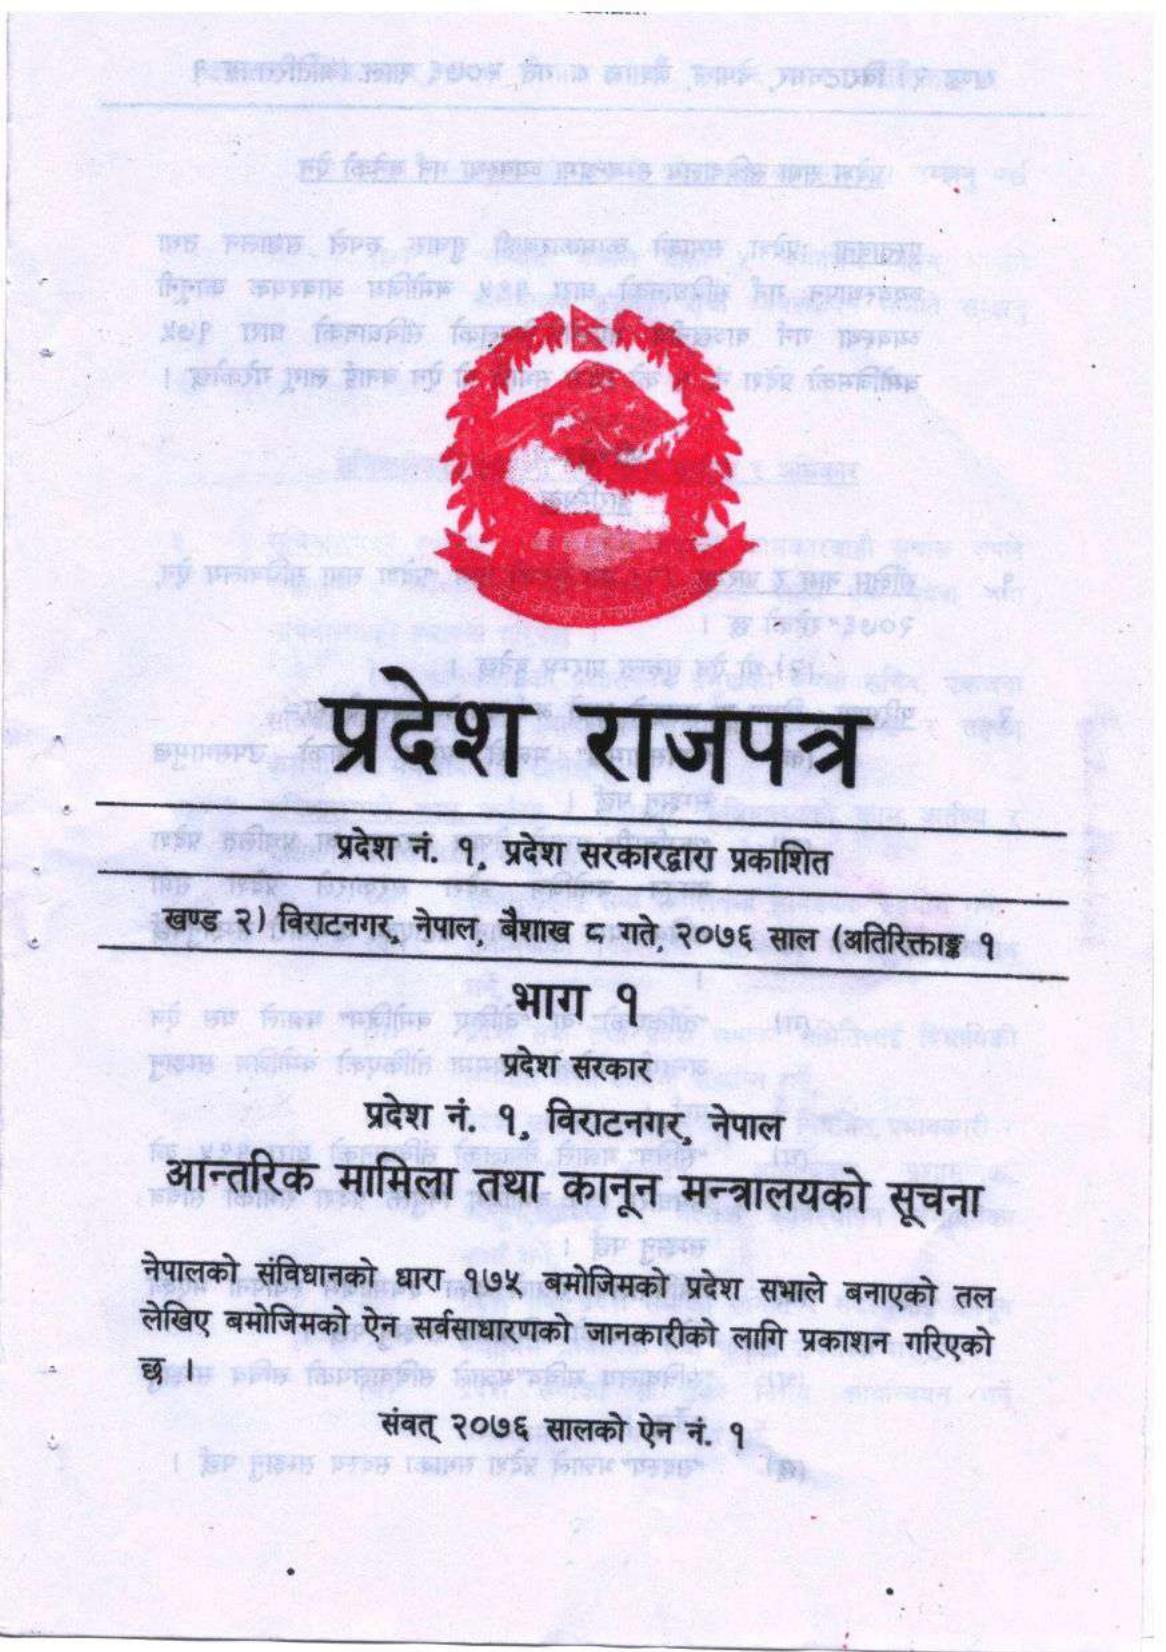 प्रदेश राजपत्र
प्रदेश नं. १, प्रदेश सरकारद्वारा प्रकाशित
खण्ड २) विराटनगर, नेपाल, बैशाख ८ गते, २०७६ साल (अतिरिक्ताङ्क १
भाग १
प्रदेश सरकार
प्रदेश नं. १, विराटनगर, नेपाल
आन्तरिक मामिला तथा कानून मन्त्रालयको सूचना
नेपालको संविधानको धारा १७५ बमोजिमको प्रदेश सभाले बनाएको तल
लेखिए बमोजिमको ऐन सर्वसाधारणको जानकारीको लागि प्रकाशन गरिएको
छ ।
संवत् २०७६ सालको ऐन नं. १